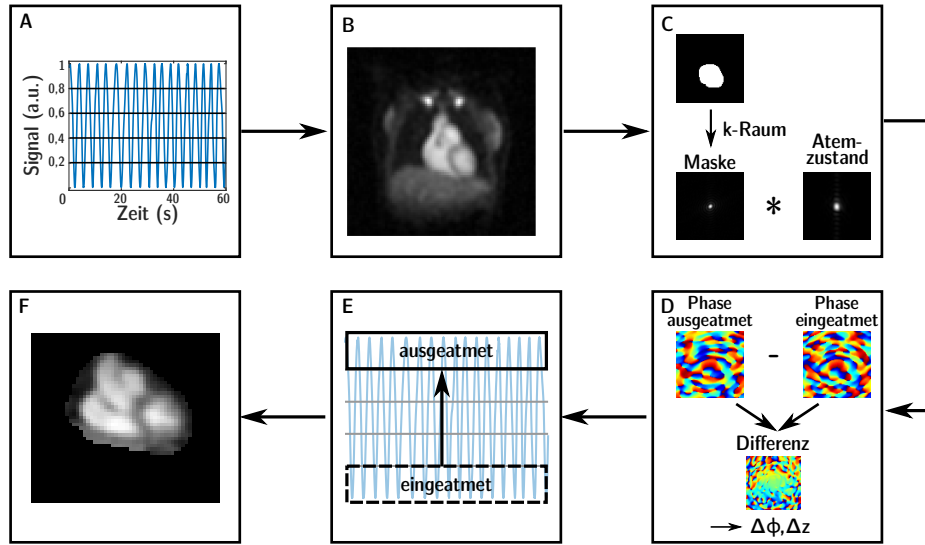 A
Signal (a.u.)
1
0,8
0,6
0,4
0,2
0
0
20
40
60
Zeit (s)
B
C
k-Raum
Maske
Atem-
zustand
*
D
Phase
ausgeatmet
-
Phase
eingeatmet
Differenz
Δϕ,Δz
E
ausgeatmet
eingeatmet
F